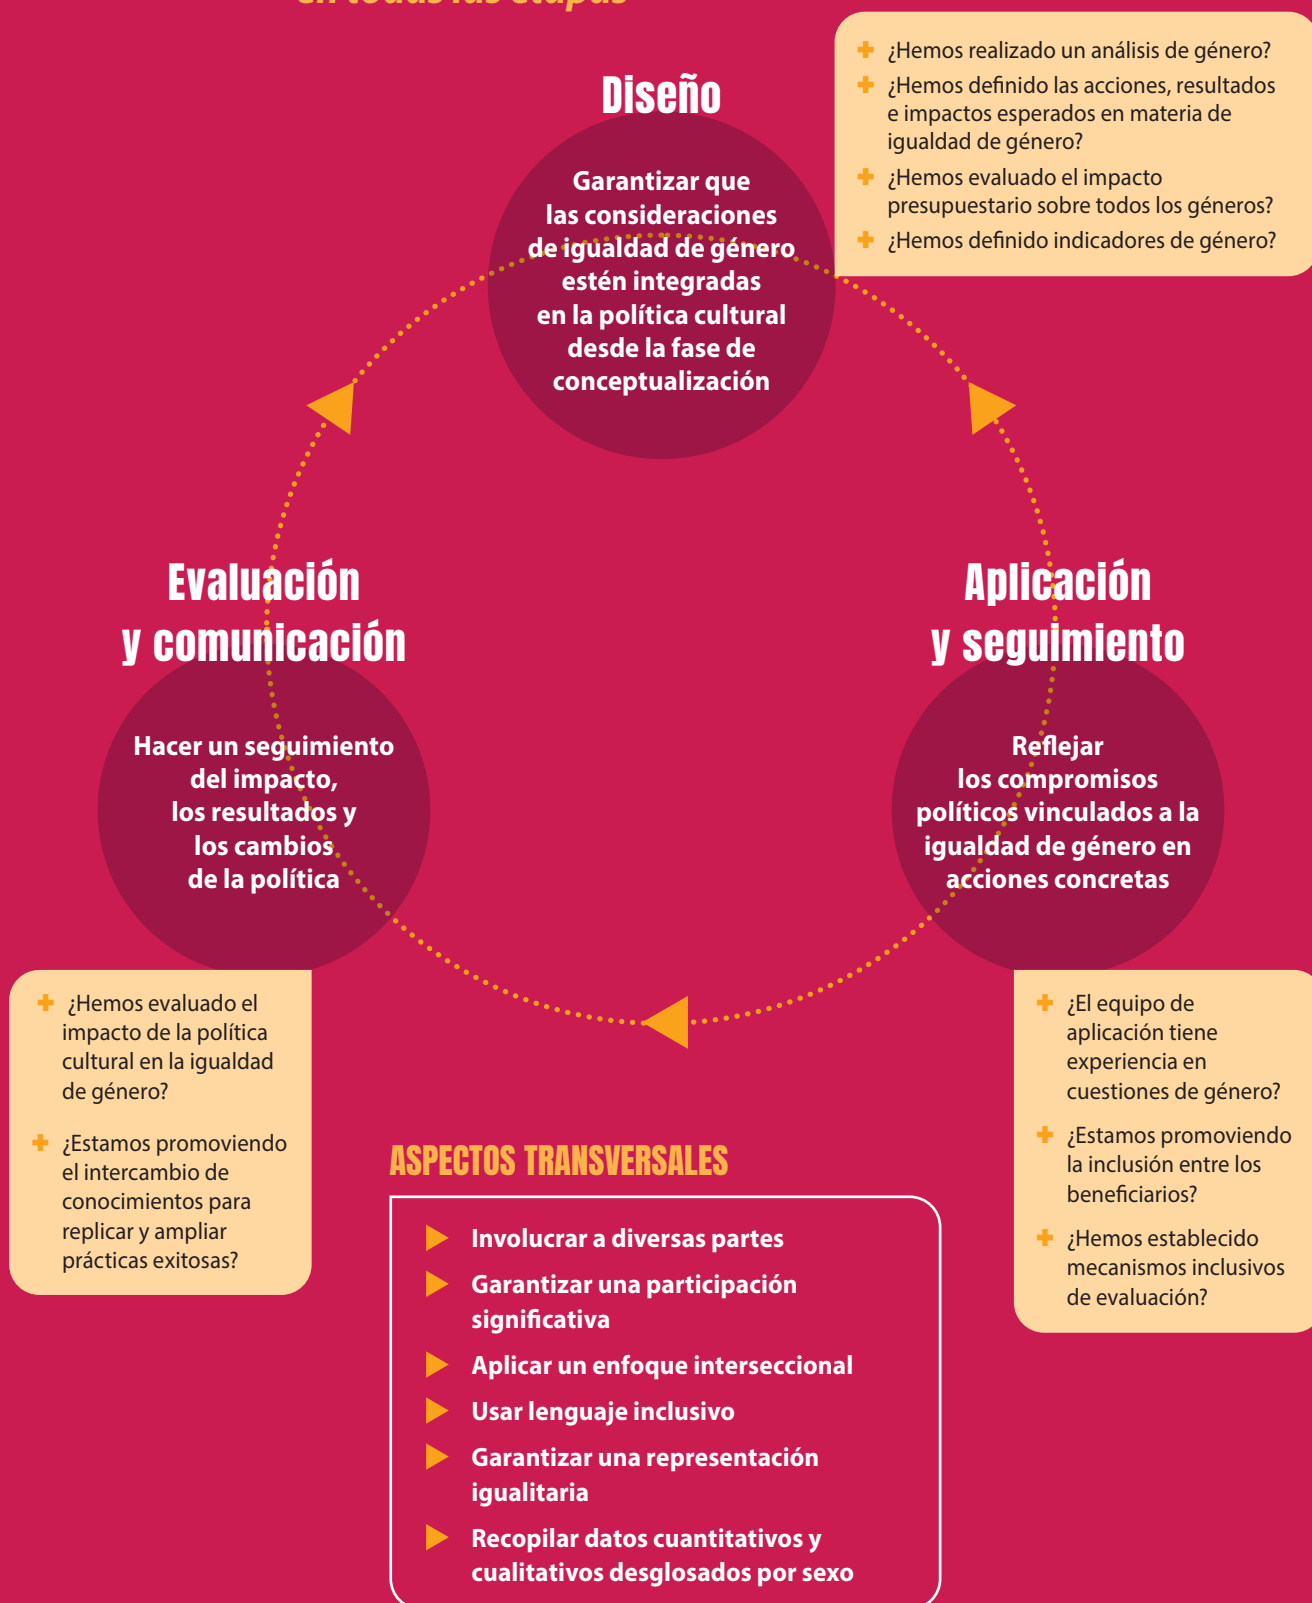 en todas las etapas
Diseño
Garantizar que
las consideraciones
de igualdad de género
estén integradas
en la política cultural
desde la fase de
conceptualización
¿Hemos realizado un análisis de género?
¿Hemos definido las acciones, resultados
e impactos esperados en materia de
igualdad de género?
¿Hemos evaluado el impacto
presupuestario sobre todos los géneros?
¿Hemos definido indicadores de género?
Evaluación
y comunicación
Hacer un seguimiento
del impacto,
los resultados y
los cambios
de la política
¿Hemos evaluado el
impacto de la política
cultural en la igualdad
de género?
¿Estamos promoviendo
el intercambio de
conocimientos para
replicar y ampliar
prácticas exitosas?
Aplicación
y seguimiento
Reflejar
los compromisos
políticos vinculados a la
igualdad de género en
acciones concretas
¿El equipo de
aplicación tiene
experiencia en
cuestiones de género?
¿Estamos promoviendo
la inclusión entre los
beneficiarios?
¿Hemos establecido
mecanismos inclusivos
de evaluación?
ASPECTOS TRANSVERSALES
Involucrar a diversas partes
Garantizar una participación
significativa
Aplicar un enfoque interseccional
Usar lenguaje inclusivo
Garantizar una representación
igualitaria
Recopilar datos cuantitativos y
cualitativos desglosados por sexo